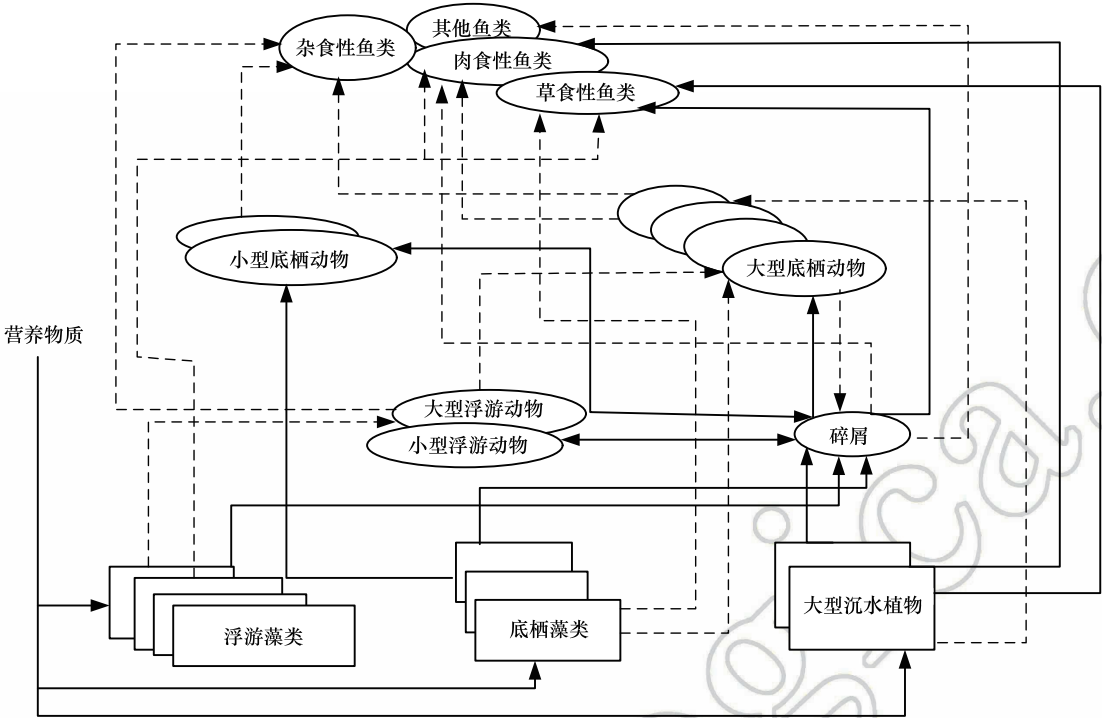 其他鱼类
杂食性鱼类
肉食性鱼类
草食性鱼类
小型底栖动物
大型底栖动物
营养物质
大型浮游动物
小型浮游动物
碎屑
浮游藻类
底栖藻类
大型沉水植物